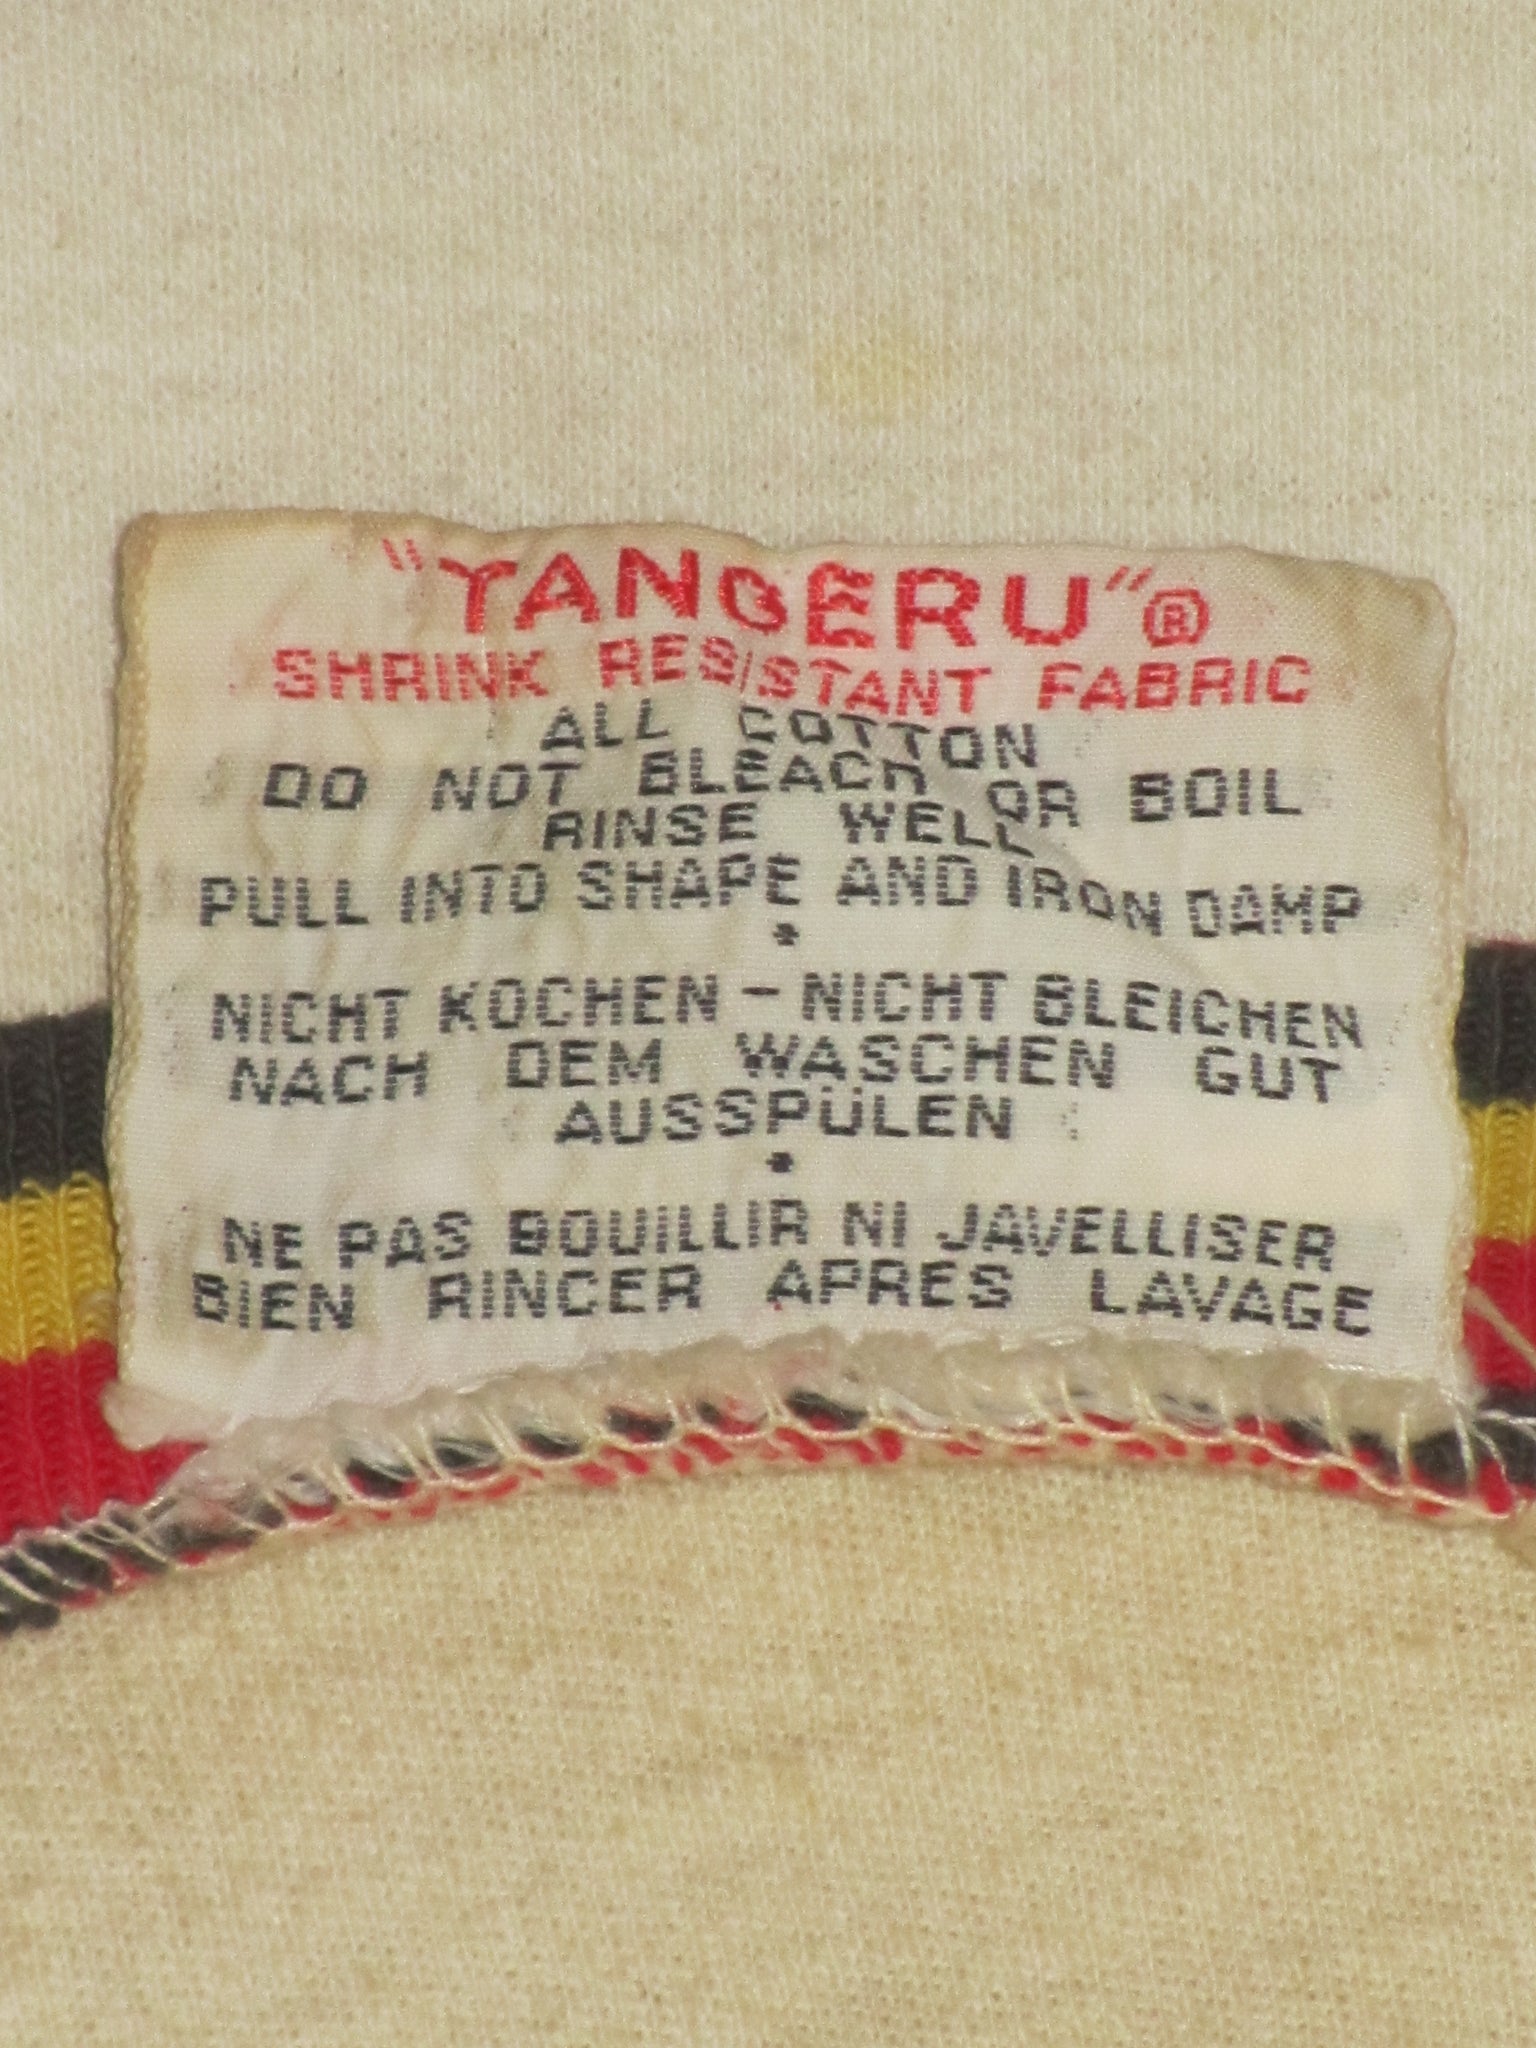 "TANGERU"®
SHRINK RESISTANT FABRIC
ALL COTTON
DO NOT BLEACH OR BOIL
RINSE WELL
PULL INTO SHAPE AND IRON DAMP
NICHT KOCHEN - NICHT BLEICHEN
NACH DEM WASCHEN GUT
AUSSPÜLEN
NE PAS BOUILLIR NI JAVELLISER
BIEN RINCER APRES LAVAGE